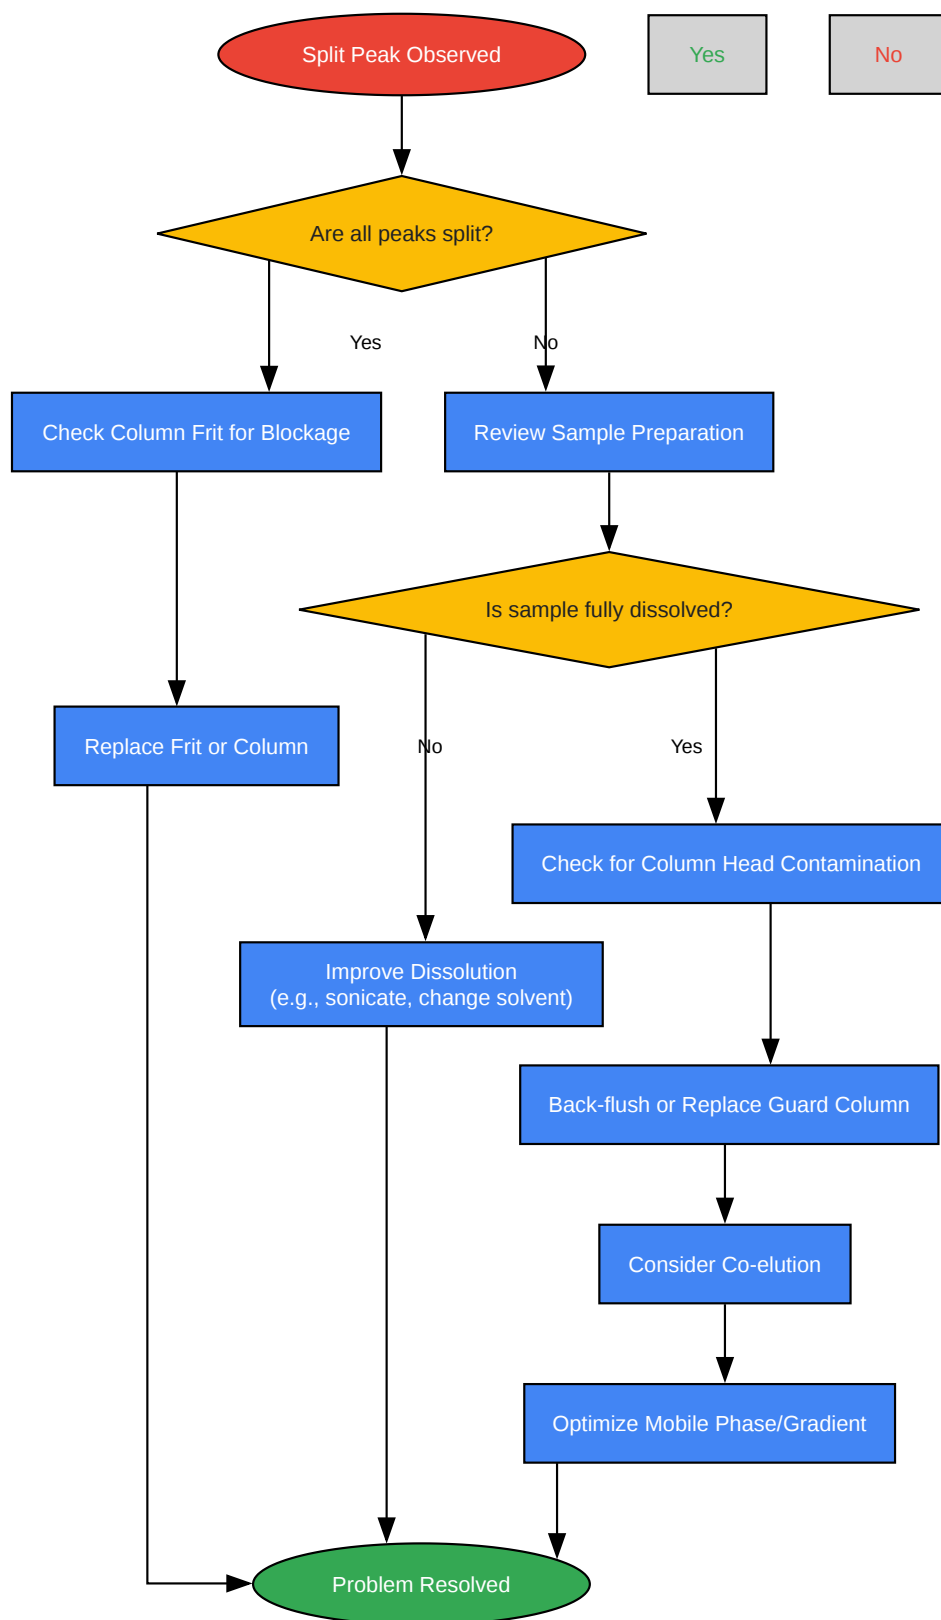 Split Peak Observed
Yes
No
Are all peaks split?
Yes
No
Check Column Frit for Blockage
Review Sample Preparation
Is sample fully dissolved?
Replace Frit or Column
No
Yes
Check for Column Head Contamination
Improve Dissolution
(e.g., sonicate, change solvent)
Back-flush or Replace Guard Column
Consider Co-elution
Optimize Mobile Phase/Gradient
Problem Resolved